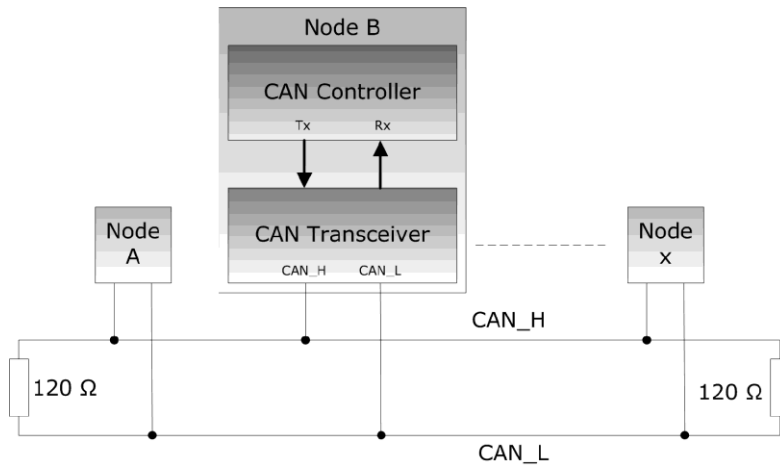 Node B
CAN Controller
Tx Rx
Node
A
CAN Transceiver
CAN_H CAN_L
Node
x
CAN_H
120 Ω
120 Ω
CAN_L